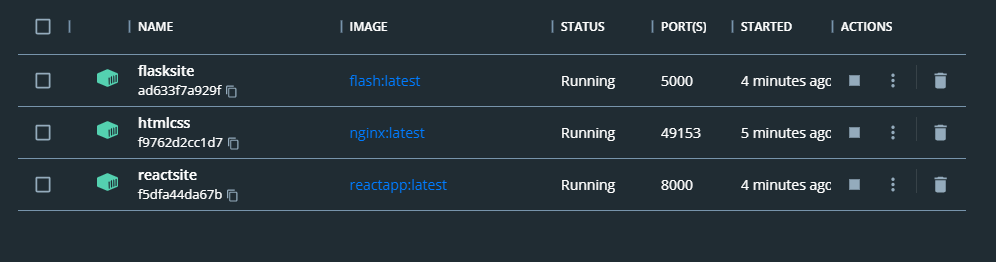 NAME IMAGE STATUS PORT(S) STARTED ACTIONS
flasksite
ad633f7a929f
flash:latest Running 5000 4 minutes ago
htmlcss
f9762d2cc1d7
nginx:latest Running 49153 5 minutes ago
reactsite
f5dfa44da67b
reactapp:latest Running 8000 4 minutes ago